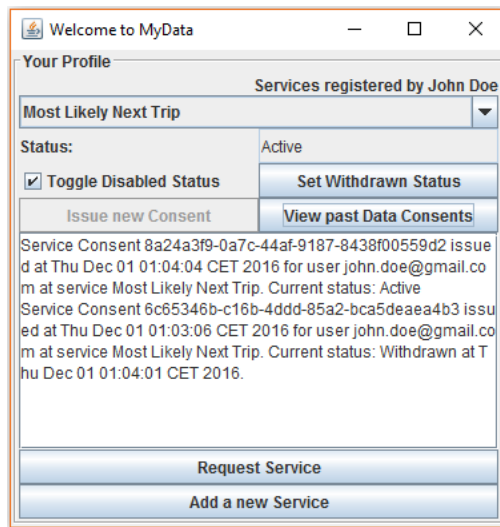 Welcome to MyData
Your Profile
Services registered by John Doe
Most Likely Next Trip
Status:
Active
Toggle Disabled Status
Set Withdrawn Status
Issue new Consent
View past Data Consents
Service Consent 8a24a3f9-0a7c-44af-9187-8438f00559d2 issue
d at Thu Dec 01 01:04:04 CET 2016 for user john.doe@gmail.co
m at service Most Likely Next Trip. Current status: Active
Service Consent 6c65346b-c16b-4ddd-85a2-bca5deaea4b3 issu
ed at Thu Dec 01 01:03:06 CET 2016 for user john.doe@gmail.co
m at service Most Likely Next Trip. Current status: Withdrawn at T
hu Dec 01 01:04:01 CET 2016.
Request Service
Add a new Service